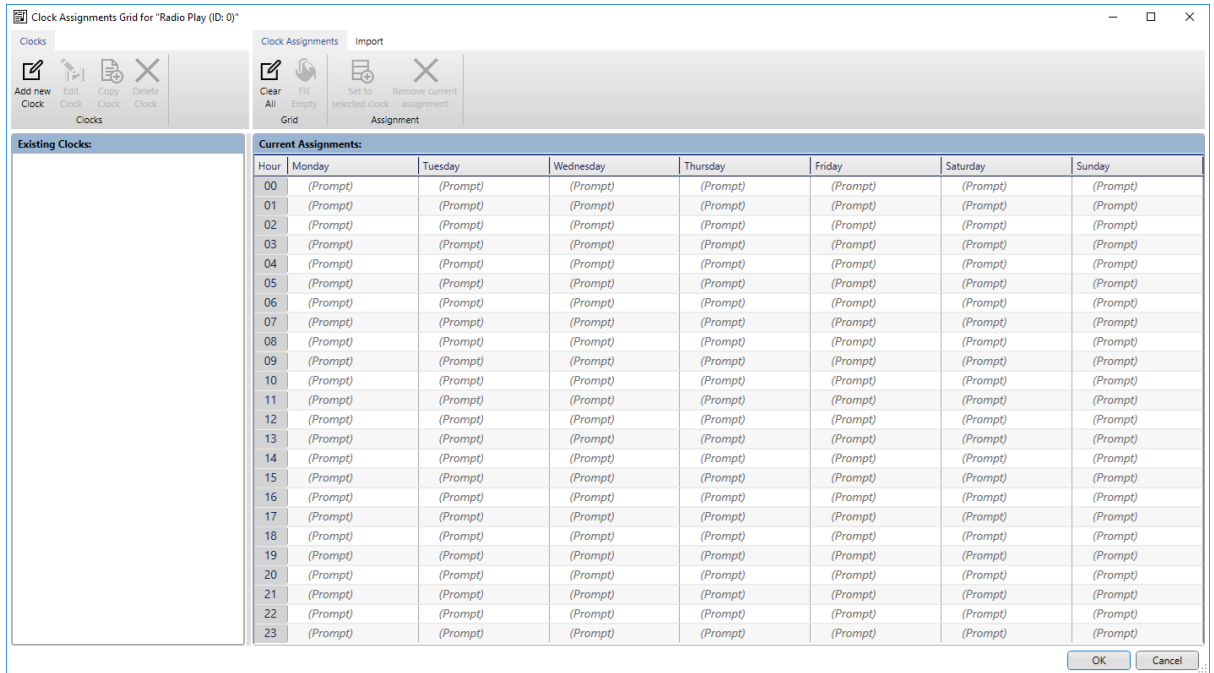 Clock Assignments Grid for "Radio Play (ID: 0)"
Clocks
Clock Assignments Import
Add new Clock
Edit Clock
Copy Clock
Delete Clock
Clocks
Clear All
Fill Empty
Grid
Set to selected clock
Remove current assignment
Assignment
Existing Clocks:
Current Assignments:
Hour Monday Tuesday Wednesday Thursday Friday Saturday Sunday
00 (Prompt) (Prompt) (Prompt) (Prompt) (Prompt) (Prompt) (Prompt)
01 (Prompt) (Prompt) (Prompt) (Prompt) (Prompt) (Prompt) (Prompt)
02 (Prompt) (Prompt) (Prompt) (Prompt) (Prompt) (Prompt) (Prompt)
03 (Prompt) (Prompt) (Prompt) (Prompt) (Prompt) (Prompt) (Prompt)
04 (Prompt) (Prompt) (Prompt) (Prompt) (Prompt) (Prompt) (Prompt)
05 (Prompt) (Prompt) (Prompt) (Prompt) (Prompt) (Prompt) (Prompt)
06 (Prompt) (Prompt) (Prompt) (Prompt) (Prompt) (Prompt) (Prompt)
07 (Prompt) (Prompt) (Prompt) (Prompt) (Prompt) (Prompt) (Prompt)
08 (Prompt) (Prompt) (Prompt) (Prompt) (Prompt) (Prompt) (Prompt)
09 (Prompt) (Prompt) (Prompt) (Prompt) (Prompt) (Prompt) (Prompt)
10 (Prompt) (Prompt) (Prompt) (Prompt) (Prompt) (Prompt) (Prompt)
11 (Prompt) (Prompt) (Prompt) (Prompt) (Prompt) (Prompt) (Prompt)
12 (Prompt) (Prompt) (Prompt) (Prompt) (Prompt) (Prompt) (Prompt)
13 (Prompt) (Prompt) (Prompt) (Prompt) (Prompt) (Prompt) (Prompt)
14 (Prompt) (Prompt) (Prompt) (Prompt) (Prompt) (Prompt) (Prompt)
15 (Prompt) (Prompt) (Prompt) (Prompt) (Prompt) (Prompt) (Prompt)
16 (Prompt) (Prompt) (Prompt) (Prompt) (Prompt) (Prompt) (Prompt)
17 (Prompt) (Prompt) (Prompt) (Prompt) (Prompt) (Prompt) (Prompt)
18 (Prompt) (Prompt) (Prompt) (Prompt) (Prompt) (Prompt) (Prompt)
19 (Prompt) (Prompt) (Prompt) (Prompt) (Prompt) (Prompt) (Prompt)
20 (Prompt) (Prompt) (Prompt) (Prompt) (Prompt) (Prompt) (Prompt)
21 (Prompt) (Prompt) (Prompt) (Prompt) (Prompt) (Prompt) (Prompt)
22 (Prompt) (Prompt) (Prompt) (Prompt) (Prompt) (Prompt) (Prompt)
23 (Prompt) (Prompt) (Prompt) (Prompt) (Prompt) (Prompt) (Prompt)
OK Cancel